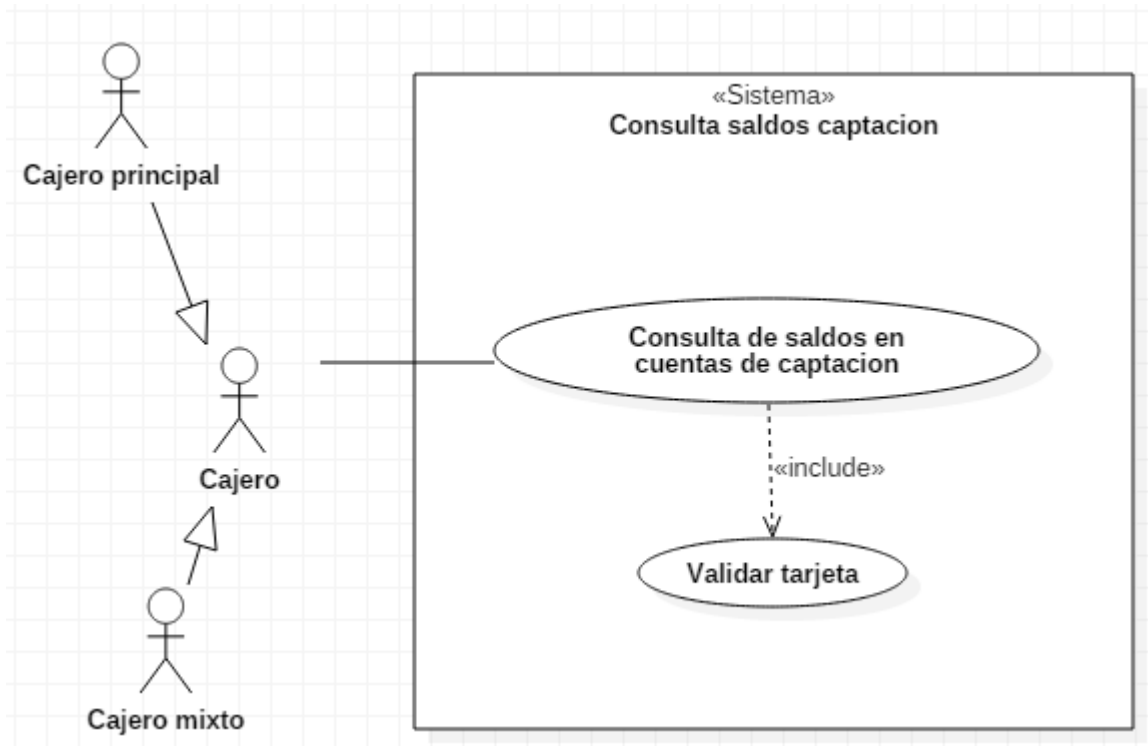 «Sistema»
Consulta saldos captacion
Cajero principal
Consulta de saldos en
cuentas de captacion
«include»
Cajero
Validar tarjeta
Cajero mixto